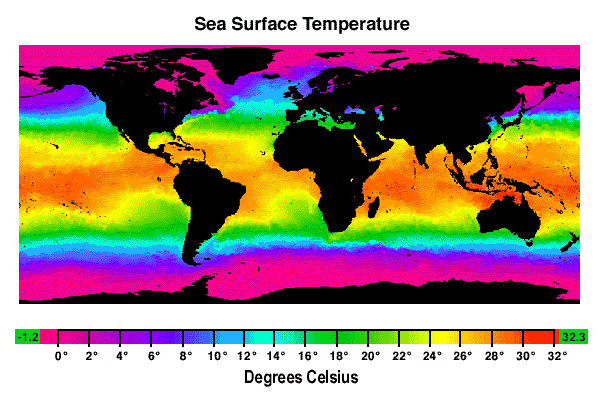 Sea Surface Temperature
-1.2 32.3
0° 2° 4° 6° 8° 10° 12° 14° 16° 18° 20° 22° 24° 26° 28° 30° 32°
Degrees Celsius